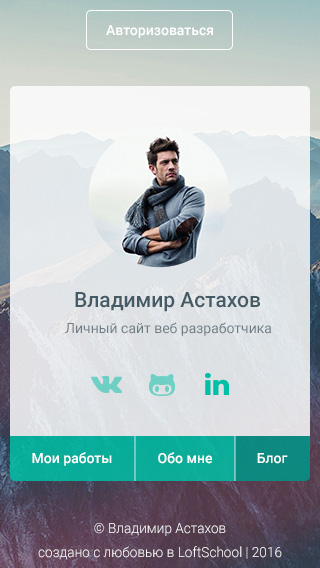 Авторизоваться
Владимир Астахов
Личный сайт веб разработчика
Мои работы Обо мне Блог
© Владимир Астахов
создано с любовью в LoftSchool | 2016